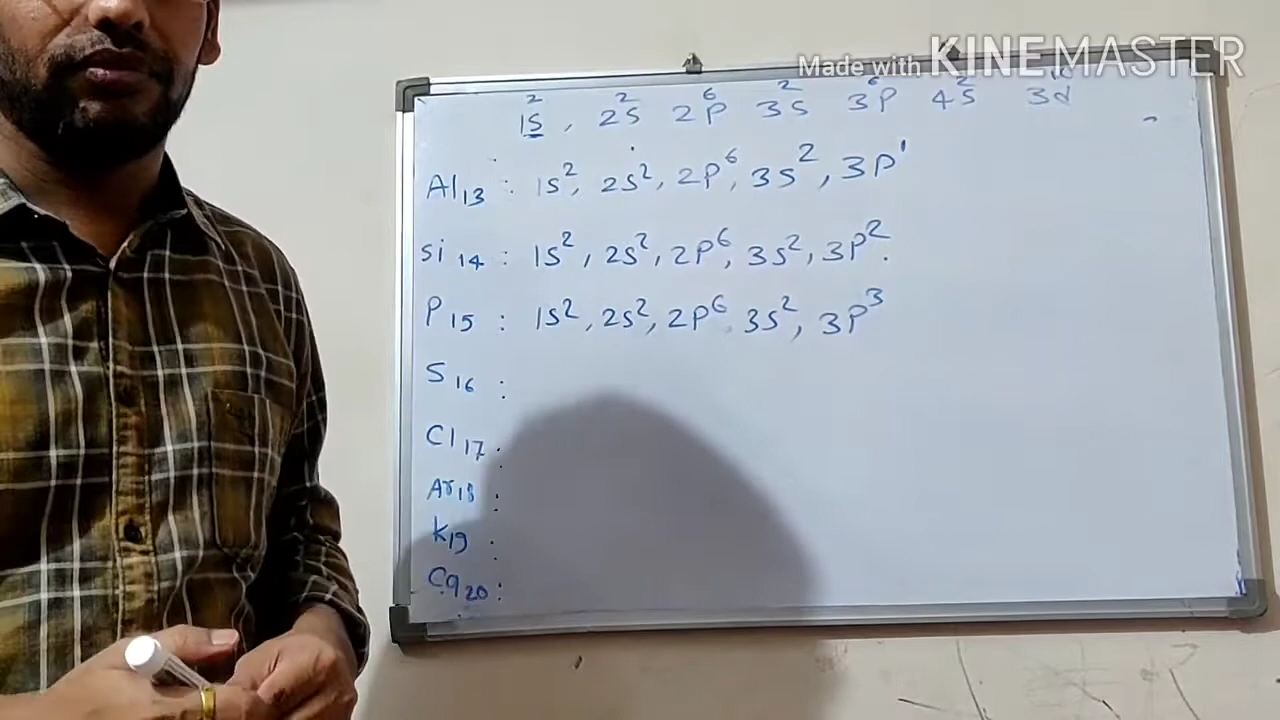 Made with KINEMASTER
1s², 2s² 2p⁶ 3s² 3p⁶ 4s² 3d¹⁰
Al₁₃ : 1s², 2s², 2p⁶, 3s², 3p¹
Si₁₄ : 1s², 2s², 2p⁶, 3s², 3p².
P₁₅ : 1s², 2s², 2p⁶ 3s², 3p³
S₁₆ :
Cl₁₇ :
Ar₁₈ :
K₁₉ :
Ca₂₀ :